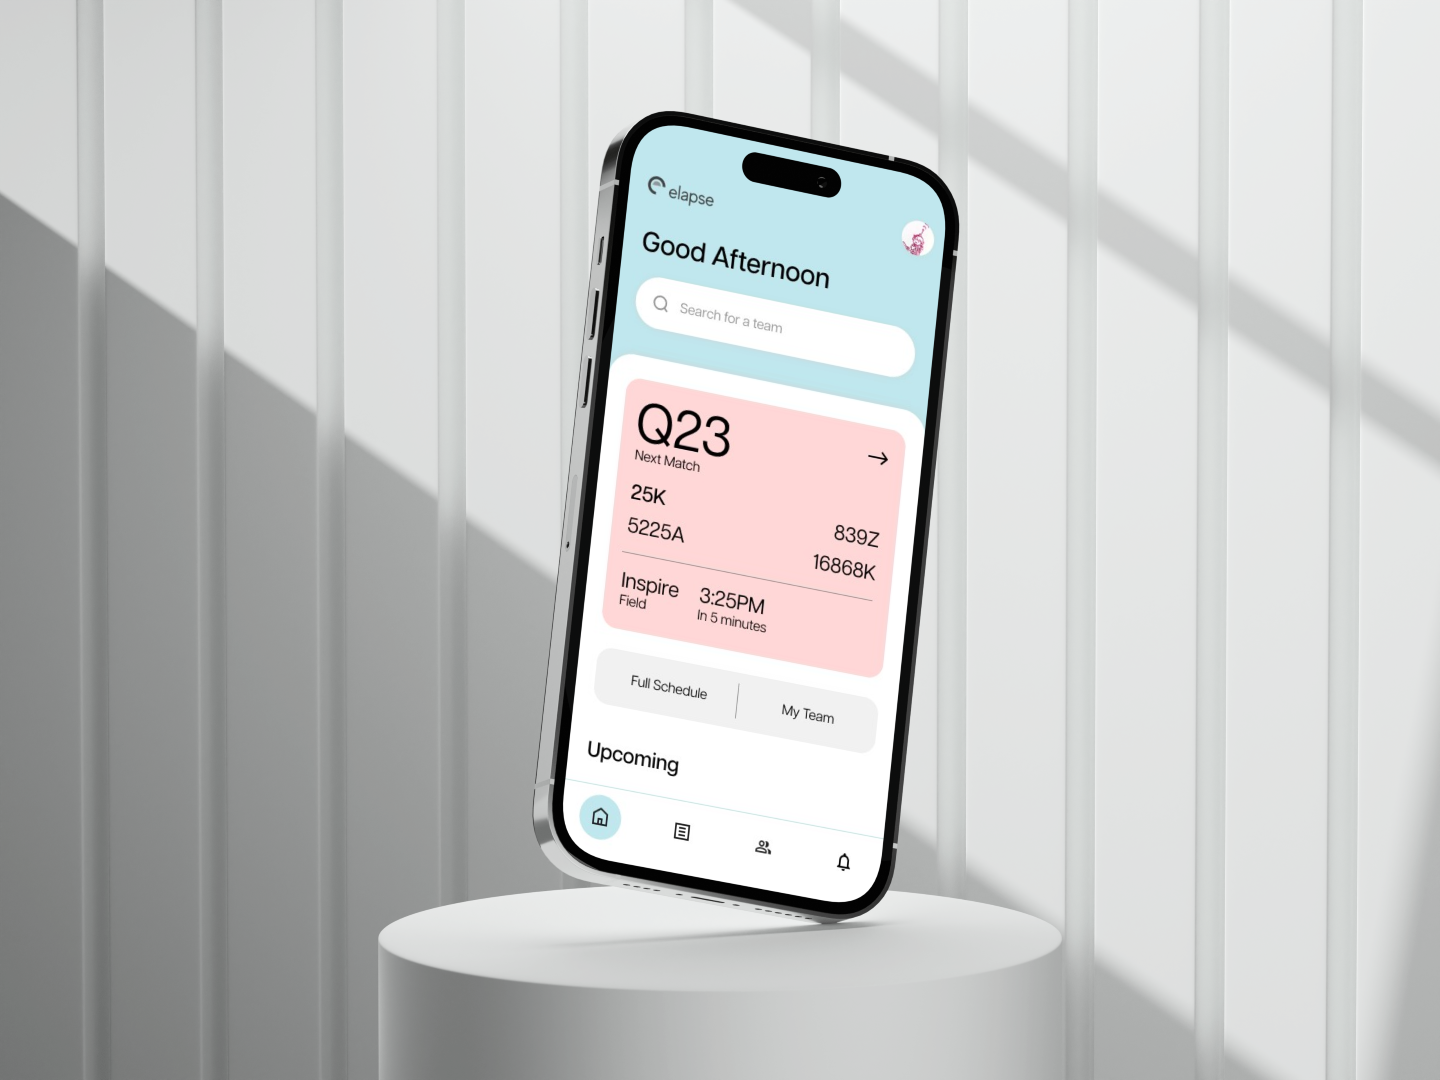 elapse
Good Afternoon
Search for a team
Q23
Next Match
25K
5225A
839Z
16868K
Inspire
Field
3:25PM
In 5 minutes
Full Schedule
My Team
Upcoming